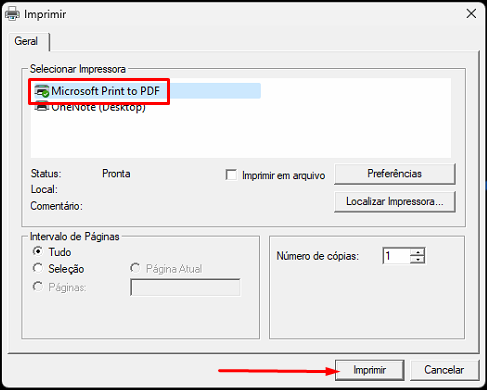 Imprimir
Geral
Selecionar Impressora
Microsoft Print to PDF
OneNote (Desktop)
Status: Pronta
Imprimir em arquivo
Preferências
Local:
Localizar Impressora...
Comentário:
Intervalo de Páginas
Tudo
Seleção
Página Atual
Páginas:
Número de cópias: 1
Imprimir
Cancelar